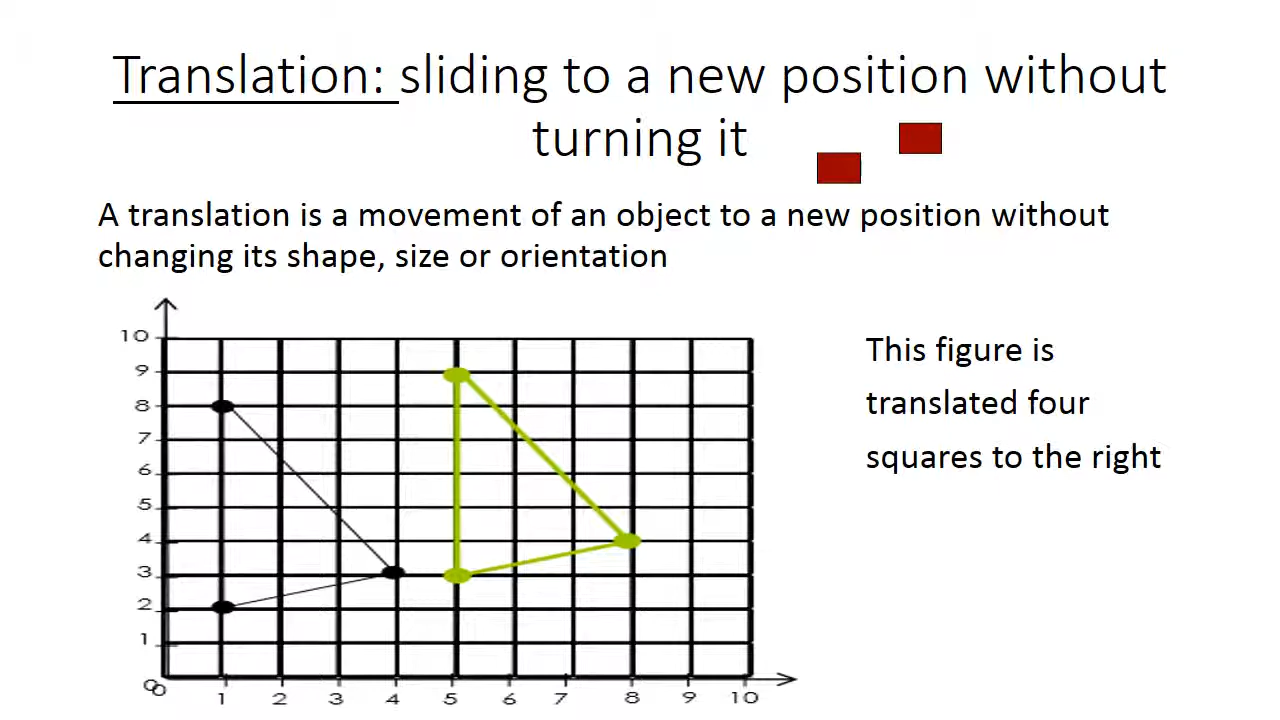 Translation: sliding to a new position without
turning it
A translation is a movement of an object to a new position without
changing its shape, size or orientation
This figure is
translated four
squares to the right
10
9
8
7
6
5
4
3
2
1
0
0
1 2 3 4 5 6 7 8 9 10